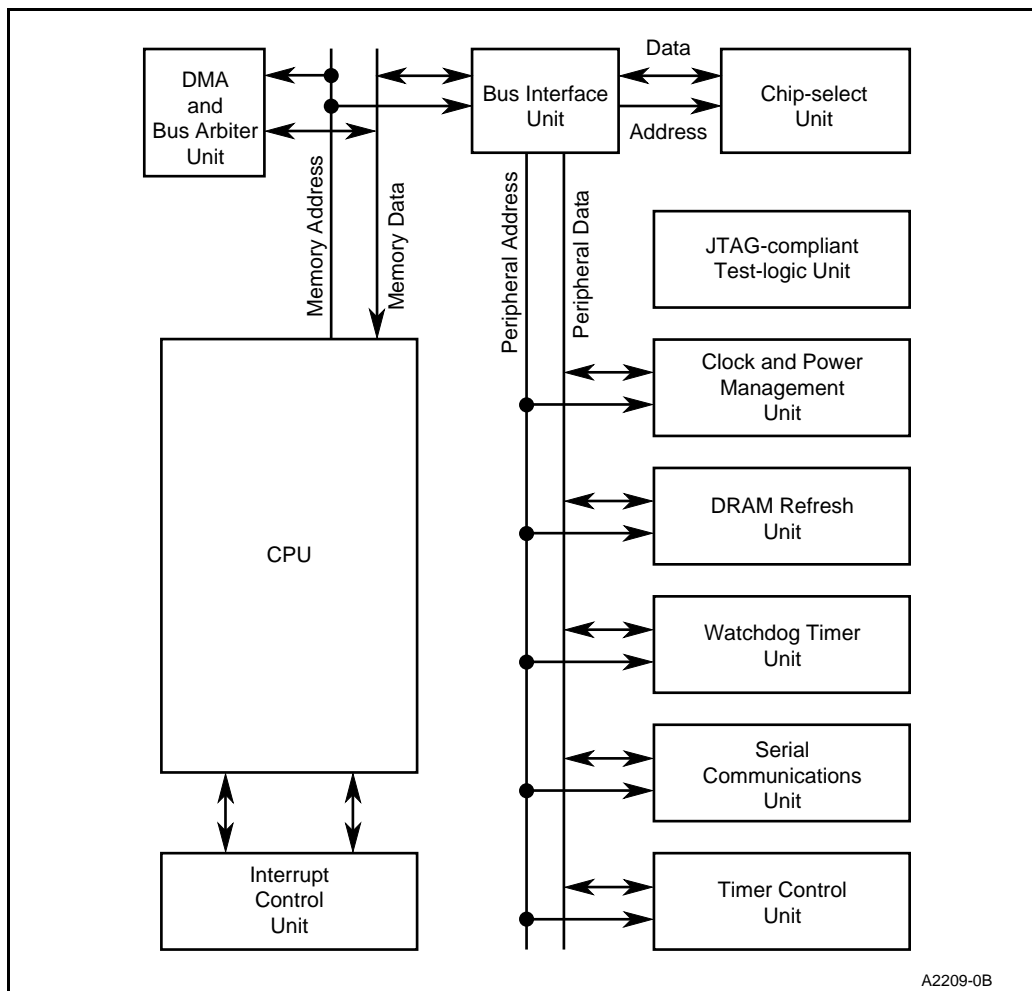 DMA
and
Bus Arbiter
Unit
Memory Address
Memory Data
Bus Interface
Unit
Data
Address
Chip-select
Unit
Peripheral Address
Peripheral Data
JTAG-compliant
Test-logic Unit
Clock and Power
Management
Unit
DRAM Refresh
Unit
CPU
Watchdog Timer
Unit
Serial
Communications
Unit
Interrupt
Control
Unit
Timer Control
Unit
A2209-0B